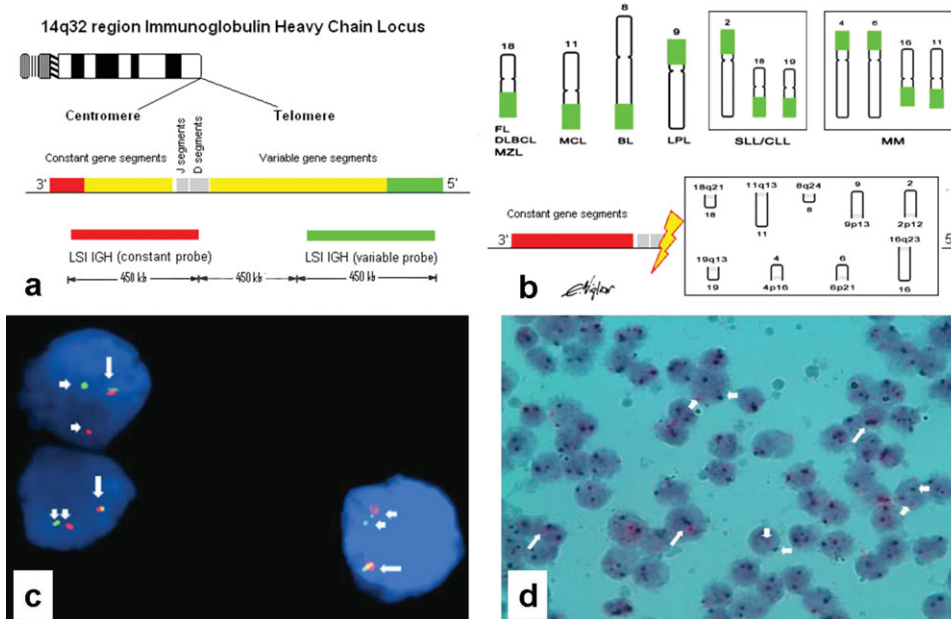 14q32 region Immunoglobulin Heavy Chain Locus
Centromere
Telomere
Constant gene segments
J segments
D segments
Variable gene segments
3'
5'
LSI IGH (constant probe)
LSI IGH (variable probe)
450 kb
450 kb
450 kb
a
18
11
8
9
2
18
19
4
6
16
11
FL
DLBCL
MZL
MCL
BL
LPL
SLL/CLL
MM
Constant gene segments
3'
18q21
18
11q13
11
8q24
8
9
9p13
2
2p12
19q13
19
4
4p16
6
6p21
16q23
16
b
c
d